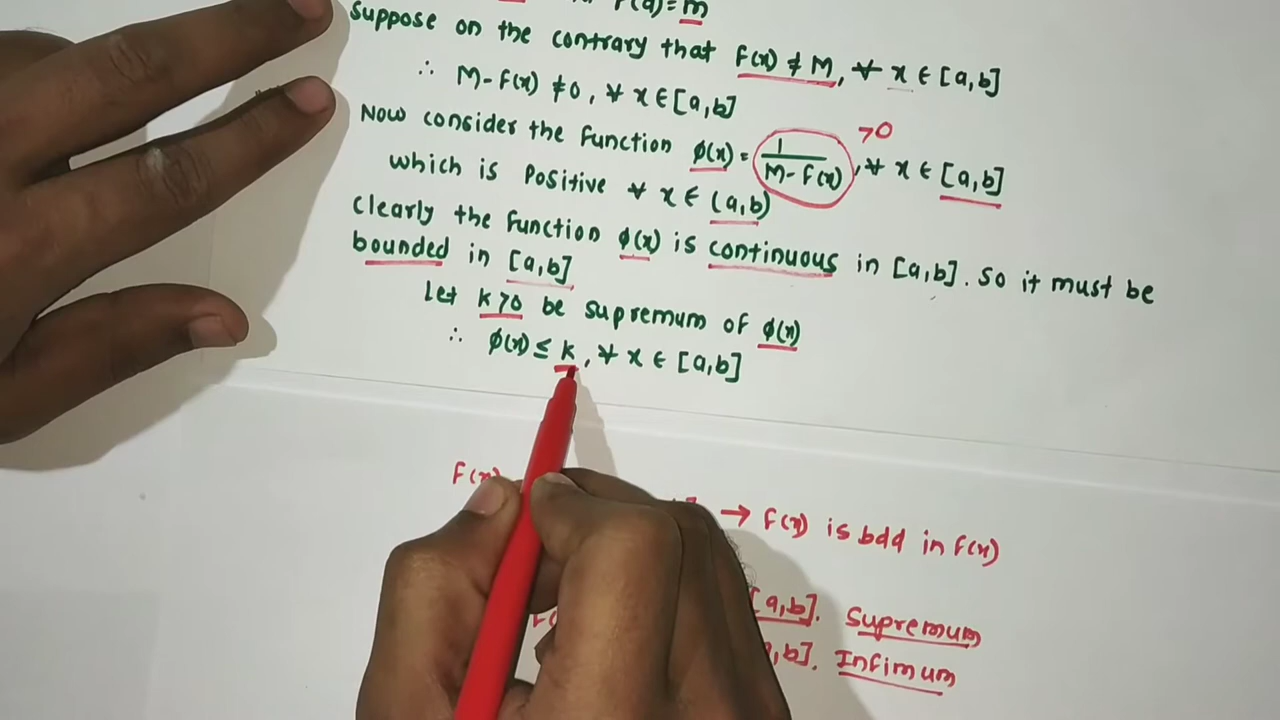 F(a) = m
Suppose on the contrary that F(x) ≠ M, ∀ x ∈ [a,b]
∴ M - F(x) ≠ 0, ∀ x ∈ [a,b]
Now consider the function ϕ(x) = 1/(M - F(x)), ∀ x ∈ [a,b]
>0
which is positive ∀ x ∈ (a,b)
clearly the function ϕ(x) is continuous in [a,b]. so it must be
bounded in [a,b]
Let k>0 be supremum of ϕ(x)
∴ ϕ(x) ≤ k, ∀ x ∈ [a,b]
F(x) → F(x) is bdd in F(x)
[a,b]. Supremum
,b]. Infimum